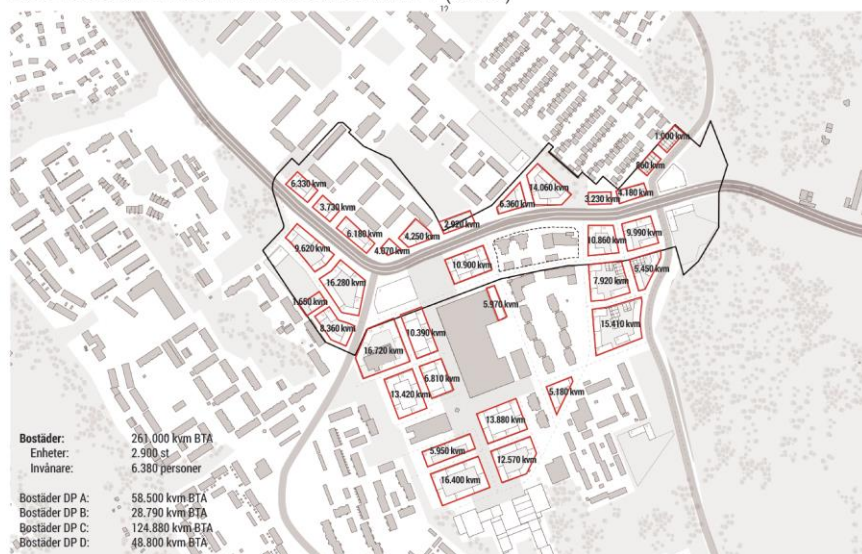 1.000 kvm
860 kvm
6.330 kvm
14.060 kvm
4.180 kvm
3.230 kvm
3.730 kvm
6.360 kvm
2.920 kvm
6.180 kvm
4.250 kvm
9.990 kvm
10.860 kvm
9.620 kvm
4.870 kvm
10.900 kvm
16.280 kvm
7.920 kvm
5.450 kvm
5.970 kvm
1.650 kvm
8.360 kvm
15.410 kvm
10.390 kvm
16.720 kvm
6.810 kvm
13.420 kvm
5.180 kvm
13.880 kvm
5.950 kvm
12.570 kvm
16.400 kvm
Bostäder: 261.000 kvm BTA
Enheter: 2.900 st
Invånare: 6.380 personer
Bostäder DP A: 58.500 kvm BTA
Bostäder DP B: 28.790 kvm BTA
Bostäder DP C: 124.880 kvm BTA
Bostäder DP D: 48.800 kvm BTA